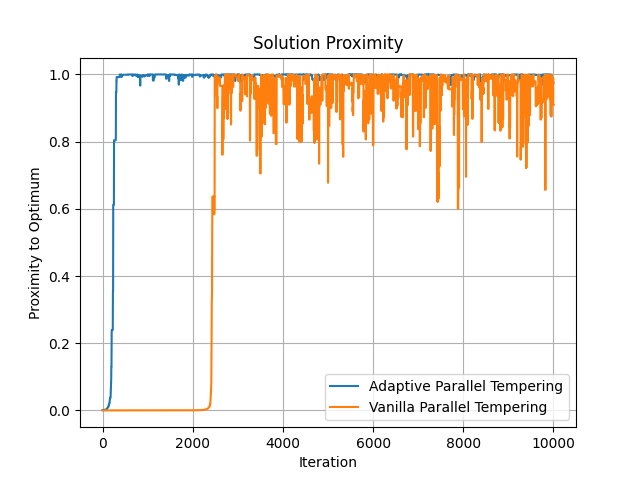 Solution Proximity
Proximity to Optimum
1.0
0.8
0.6
0.4
0.2
0.0
0
2000
4000
6000
8000
10000
Iteration
Adaptive Parallel Tempering
Vanilla Parallel Tempering